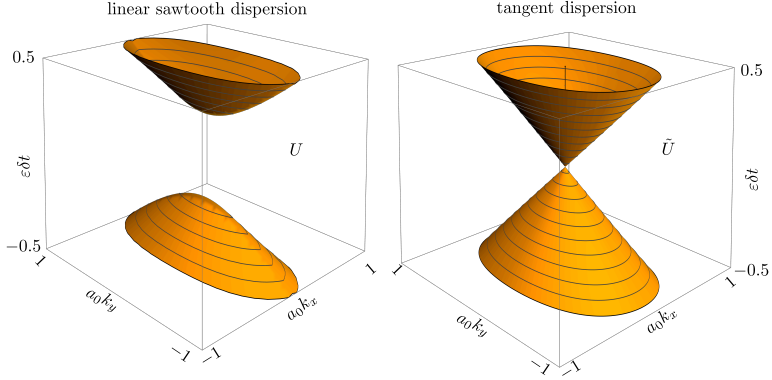 linear sawtooth dispersion
0.5
U
εδt
−0.5
1
a₀k_y
−1
−1
a₀k_x
1
tangent dispersion
0.5
Ũ
εδt
−0.5
1
a₀k_y
−1
−1
a₀k_x
1